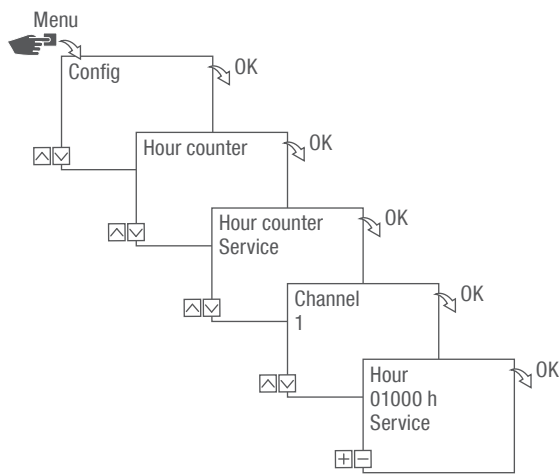 Menu
Config
OK
Hour counter
OK
Hour counter
Service
OK
Channel
1
OK
Hour
01000 h
Service
OK